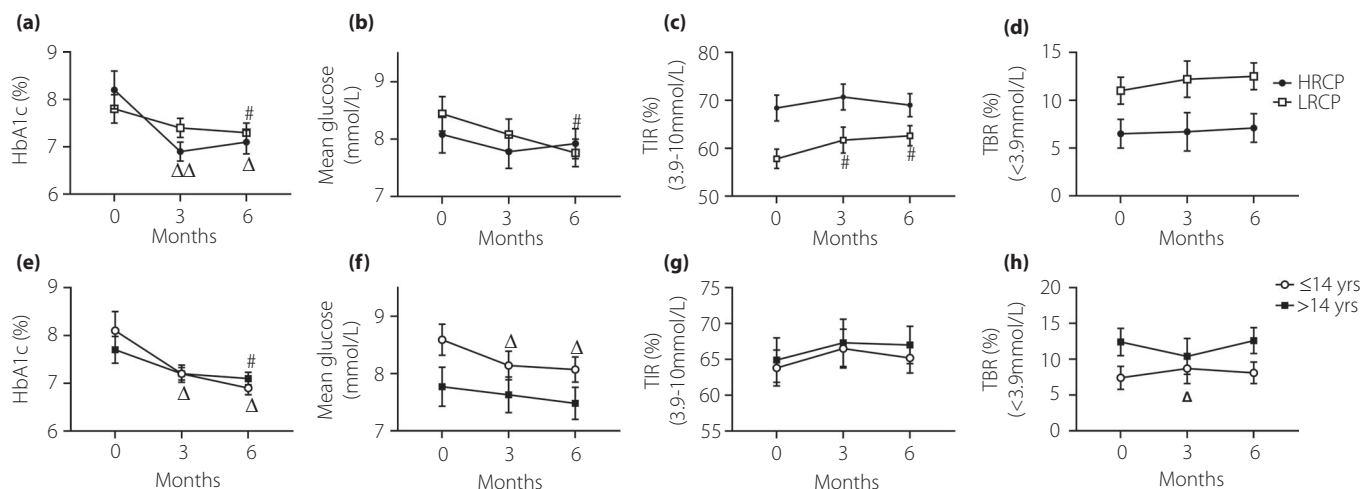 (a)
HbA1c (%)
9
8
7
6
0 3 6
Months
#
ΔΔ
Δ
(b)
Mean glucose
(mmol/L)
9
8
7
0 3 6
Months
#
(c)
TIR (%)
(3.9-10mmol/L)
80
70
60
50
0 3 6
Months
#
#
(d)
TBR (%)
(<3.9mmol/L)
15
10
5
0
0 3 6
Months
HRCP
LRCP
(e)
HbA1c (%)
9
8
7
6
0 3 6
Months
#
Δ
Δ
(f)
Mean glucose
(mmol/L)
9
8
7
0 3 6
Months
Δ
Δ
(g)
TIR (%)
(3.9-10mmol/L)
75
70
65
60
55
0 3 6
Months
(h)
TBR (%)
(<3.9mmol/L)
20
15
10
5
0
0 3 6
Months
Δ
≤14 yrs
>14 yrs